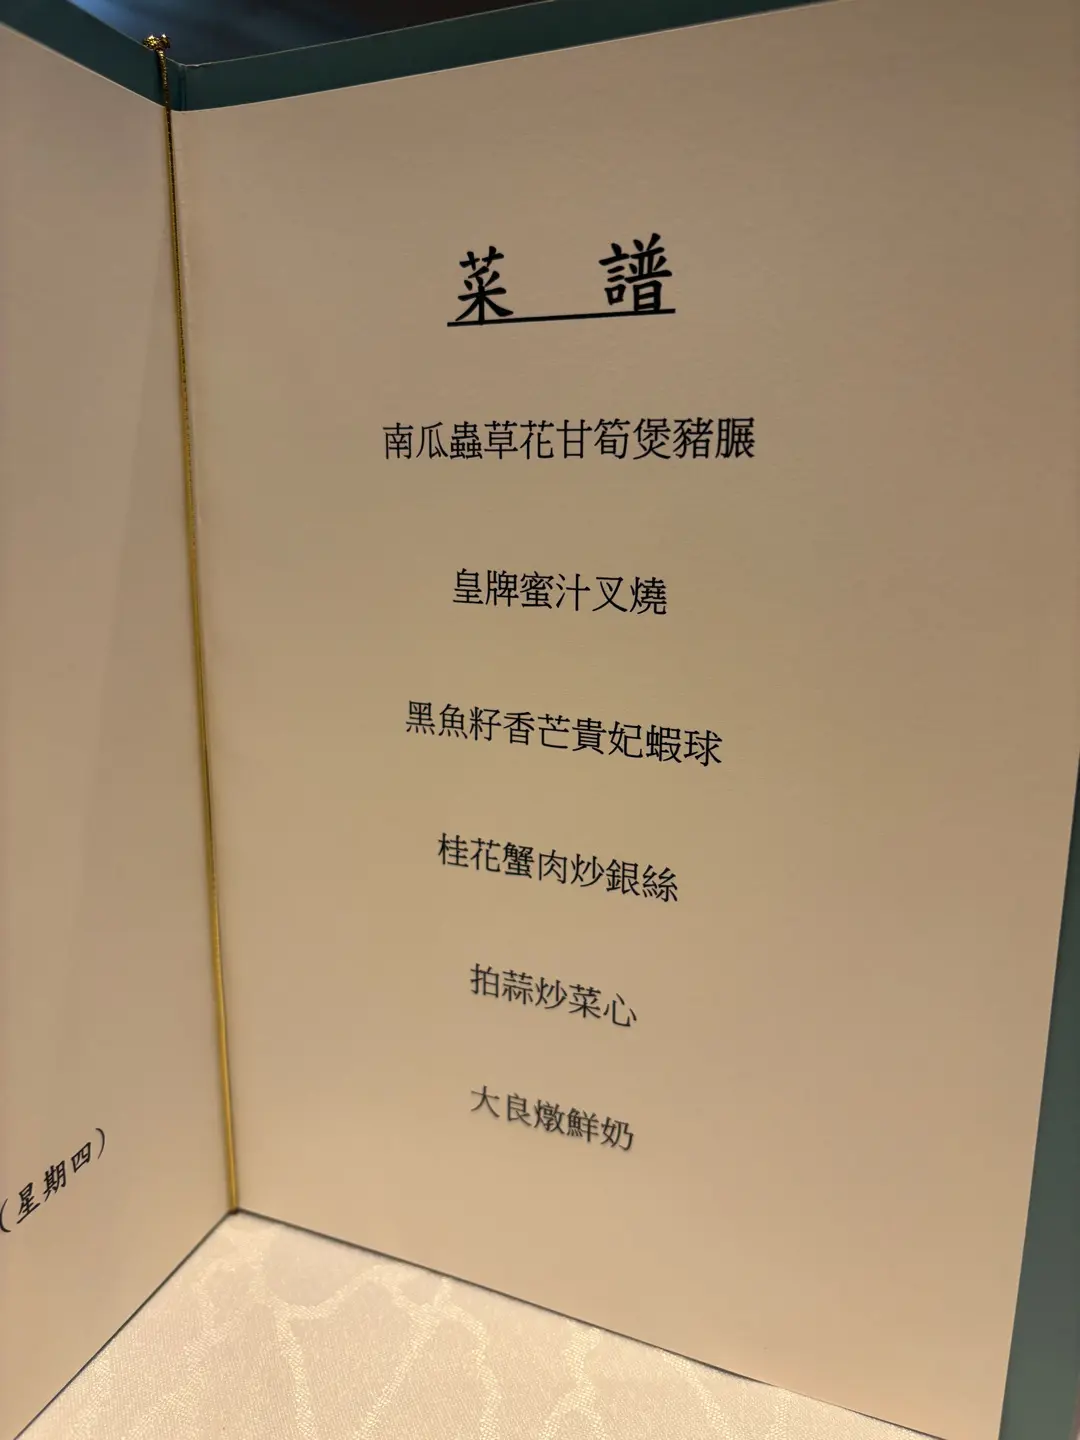 菜譜
南瓜蟲草花甘筍煲豬𦟌
皇牌蜜汁叉燒
黑魚籽香芒貴妃蝦球
桂花蟹肉炒銀絲
拍蒜炒菜心
大良燉鮮奶
(星期四)